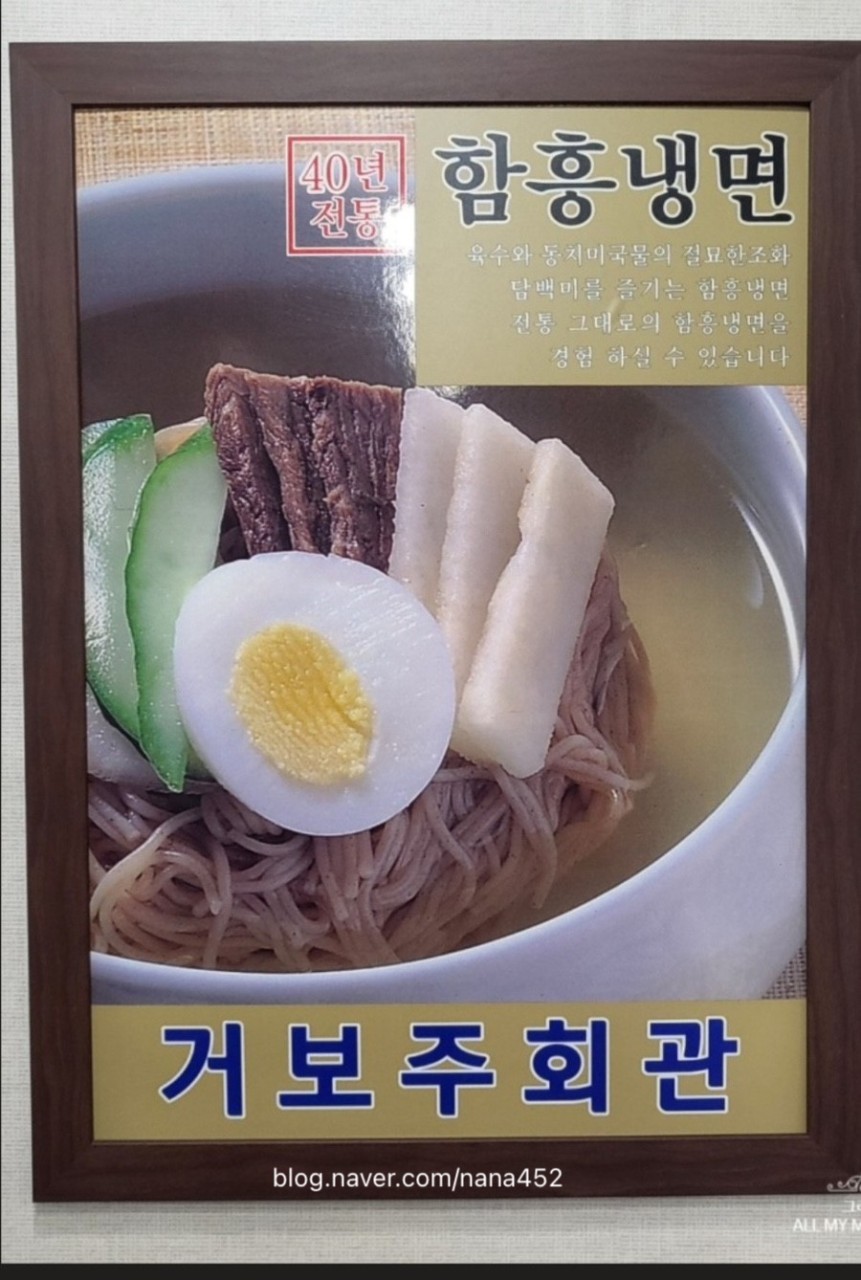 40년
전통
함흥냉면
육수와 동치미국물의 절묘한조화
담백미를 즐기는 함흥냉면
전통 그대로의 함흥냉면을
경험 하실 수 있습니다
거보주회관
blog.naver.com/nana452
ALL MY